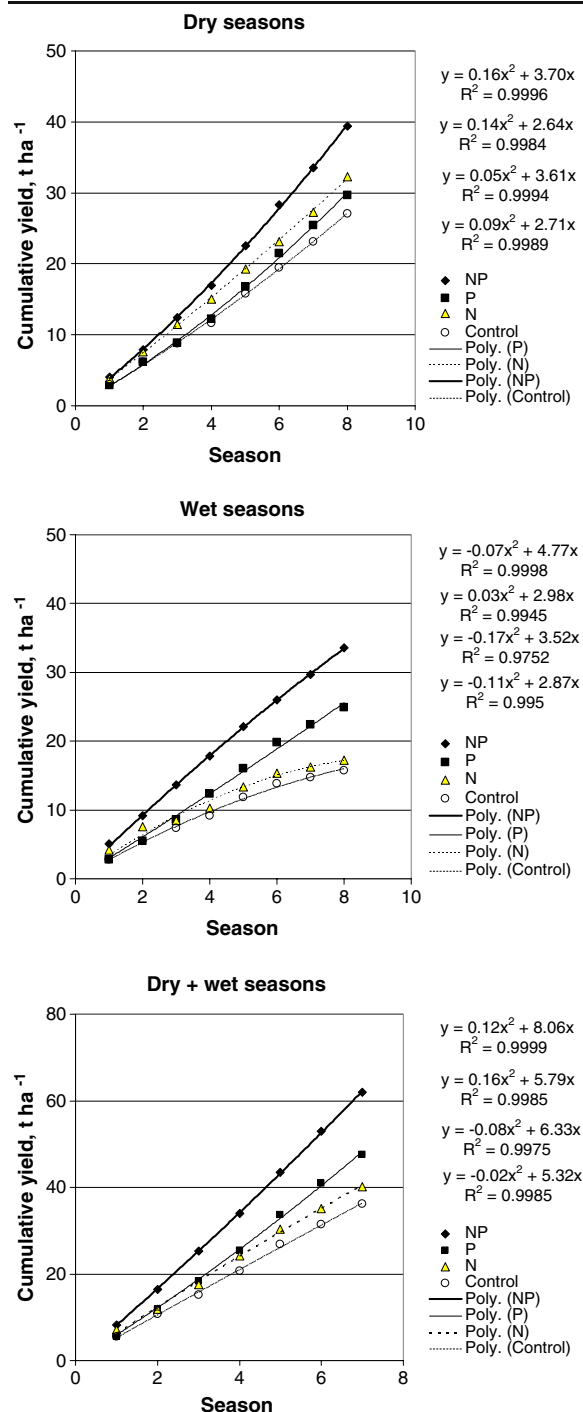 Dry seasons
50
40
30
20
10
0
0 2 4 6 8 10
Cumulative yield, t ha -1
Season
y = 0.16x2 + 3.70x
R2 = 0.9996
y = 0.14x2 + 2.64x
R2 = 0.9984
y = 0.05x2 + 3.61x
R2 = 0.9994
y = 0.09x2 + 2.71x
R2 = 0.9989
NP
P
N
Control
Poly. (P)
Poly. (N)
Poly. (NP)
Poly. (Control)
Wet seasons
50
40
30
20
10
0
0 2 4 6 8 10
Cumulative yield, t ha -1
Season
y = -0.07x2 + 4.77x
R2 = 0.9998
y = 0.03x2 + 2.98x
R2 = 0.9945
y = -0.17x2 + 3.52x
R2 = 0.9752
y = -0.11x2 + 2.87x
R2 = 0.995
NP
P
N
Control
Poly. (NP)
Poly. (P)
Poly. (N)
Poly. (Control)
Dry + wet seasons
80
60
40
20
0
0 2 4 6 8
Cumulative yield, t ha -1
Season
y = 0.12x2 + 8.06x
R2 = 0.9999
y = 0.16x2 + 5.79x
R2 = 0.9985
y = -0.08x2 + 6.33x
R2 = 0.9975
y = -0.02x2 + 5.32x
R2 = 0.9985
NP
P
N
Control
Poly. (NP)
Poly. (P)
Poly. (N)
Poly. (Control)